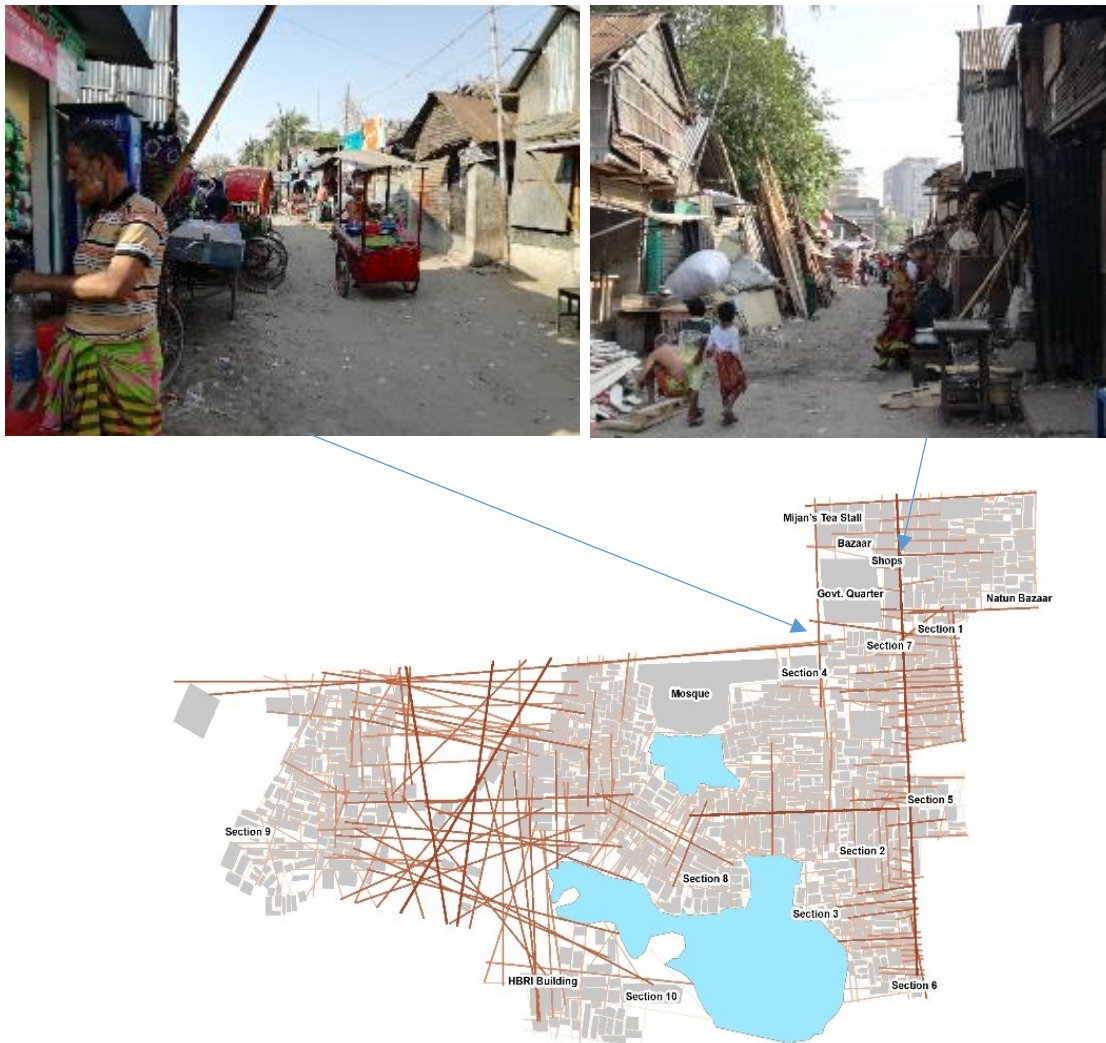 Mijan's Tea Stall
Bazaar
Shops
Govt. Quarter
Natun Bazaar
Section 1
Section 7
Section 4
Mosque
Section 5
Section 9
Section 2
Section 8
Section 3
HBRI Building
Section 10
Section 6